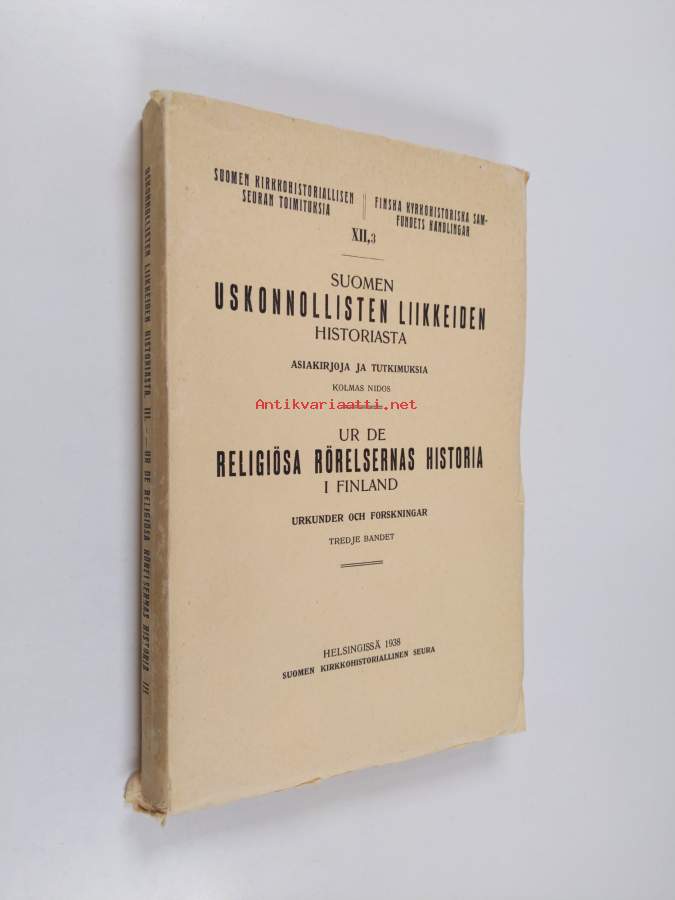 SUOMEN KIRKKOHISTORIALLISEN
SEURAN TOIMITUKSIA
FINSKA KYRKOHISTORISKA SAM-
FUNDETS HANDLINGAR
XII,3
SUOMEN
USKONNOLLISTEN LIIKKEIDEN
HISTORIASTA
ASIAKIRJOJA JA TUTKIMUKSIA
KOLMAS NIDOS
Antikvariaatti.net
UR DE
RELIGIÖSA RÖRELSERNAS HISTORIA
I FINLAND
URKUNDER OCH FORSKNINGAR
TREDJE BANDET
HELSINGISSÄ 1938
SUOMEN KIRKKOHISTORIALLINEN SEURA
USKONNOLLISTEN LIIKKEIDEN HISTORIASTA III. — UR DE RELIGIÖSA RÖRELSERNAS HISTORIA III